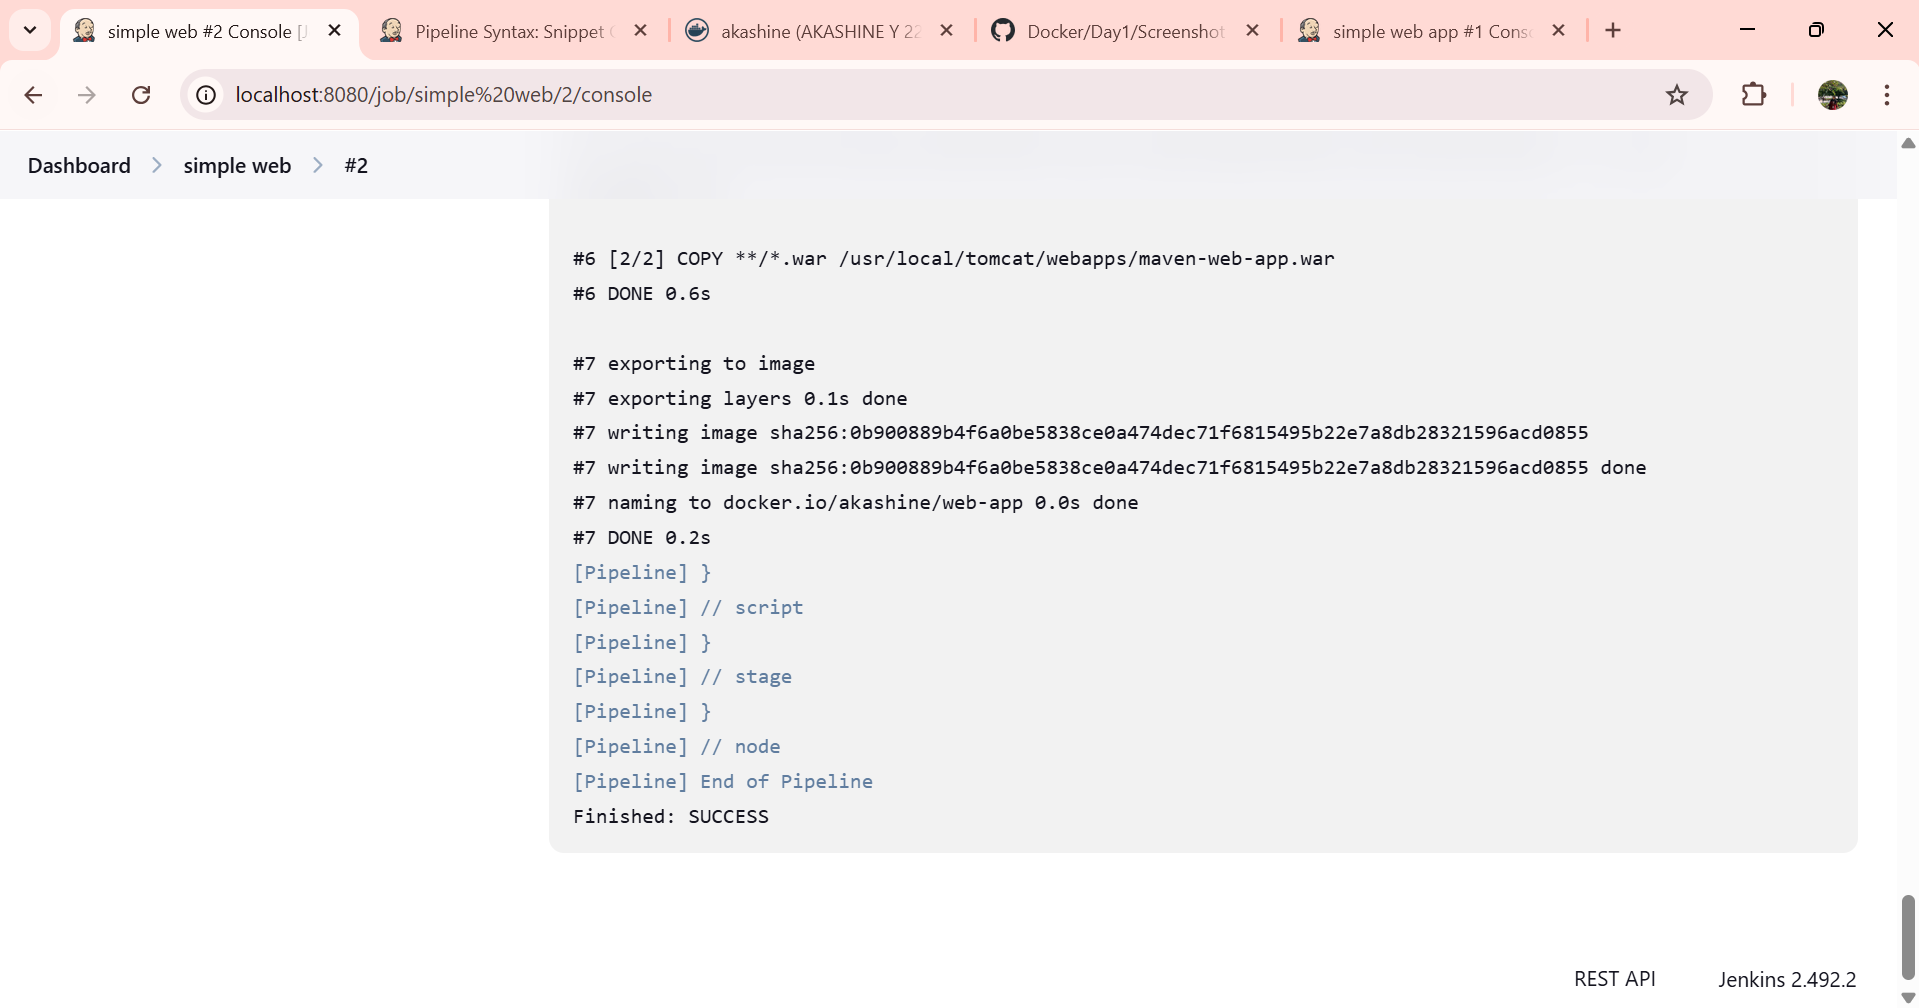 simple web #2 Console [J
Pipeline Syntax: Snippet G
akashine (AKASHINE Y 22
Docker/Day1/Screenshot
simple web app #1 Conso
localhost:8080/job/simple%20web/2/console
Dashboard > simple web > #2
#6 [2/2] COPY **/*.war /usr/local/tomcat/webapps/maven-web-app.war
#6 DONE 0.6s
#7 exporting to image
#7 exporting layers 0.1s done
#7 writing image sha256:0b900889b4f6a0be5838ce0a474dec71f6815495b22e7a8db28321596acd0855
#7 writing image sha256:0b900889b4f6a0be5838ce0a474dec71f6815495b22e7a8db28321596acd0855 done
#7 naming to docker.io/akashine/web-app 0.0s done
#7 DONE 0.2s
[Pipeline] }
[Pipeline] // script
[Pipeline] }
[Pipeline] // stage
[Pipeline] }
[Pipeline] // node
[Pipeline] End of Pipeline
Finished: SUCCESS
REST API
Jenkins 2.492.2